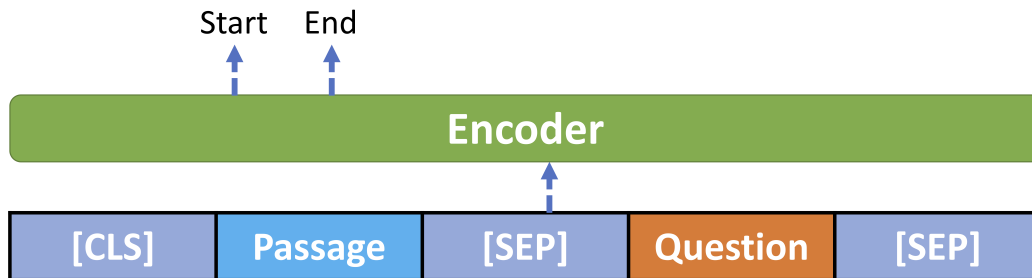 Start End
Encoder
[CLS] Passage [SEP] Question [SEP]